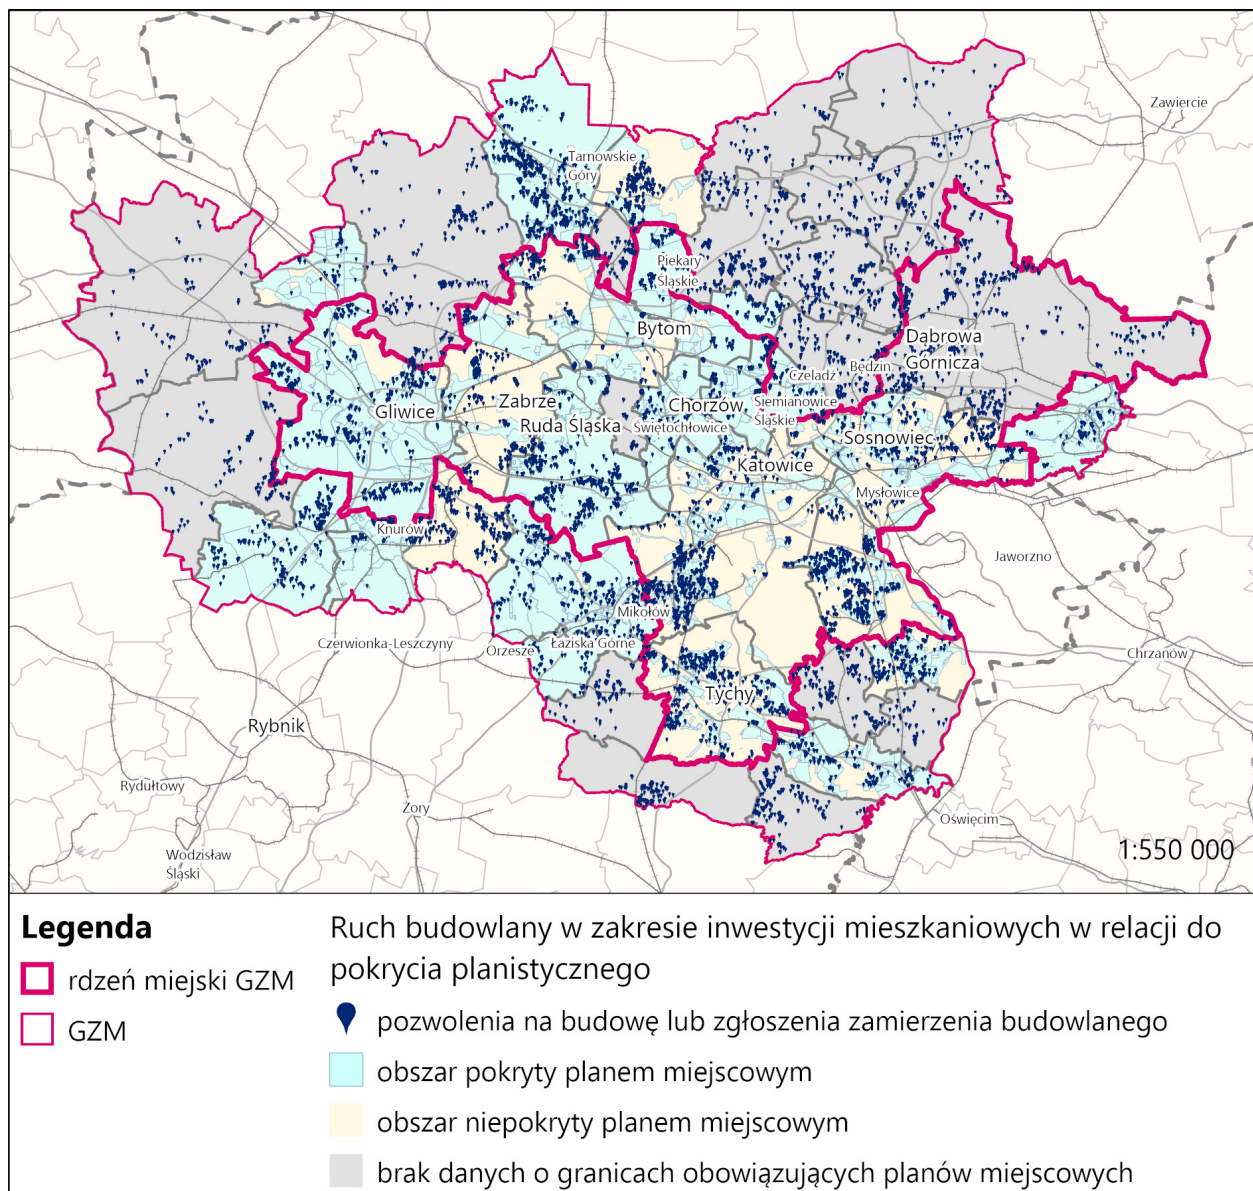 Zawiercie
Tarnowskie
Góry
Piekary
Śląskie
Bytom
Dąbrowa
Górnicza
Będzin
Czeladź
Zabrze
Chorzów
Siemianowice
Śląskie
Gliwice
Ruda Śląska
Świętochłowice
Sosnowiec
Katowice
Mysłowice
Knurów
Jaworzno
Mikołów
Czerwionka-Leszczyny
Orzesze
Łaziska Górne
Chrzanów
Tychy
Rybnik
Rydułtowy
Żory
Oświęcim
Wodzisław
Śląski
1:550 000
Legenda
rdzeń miejski GZM
GZM
Ruch budowlany w zakresie inwestycji mieszkaniowych w relacji do
pokrycia planistycznego
pozwolenia na budowę lub zgłoszenia zamierzenia budowlanego
obszar pokryty planem miejscowym
obszar niepokryty planem miejscowym
brak danych o granicach obowiązujących planów miejscowych